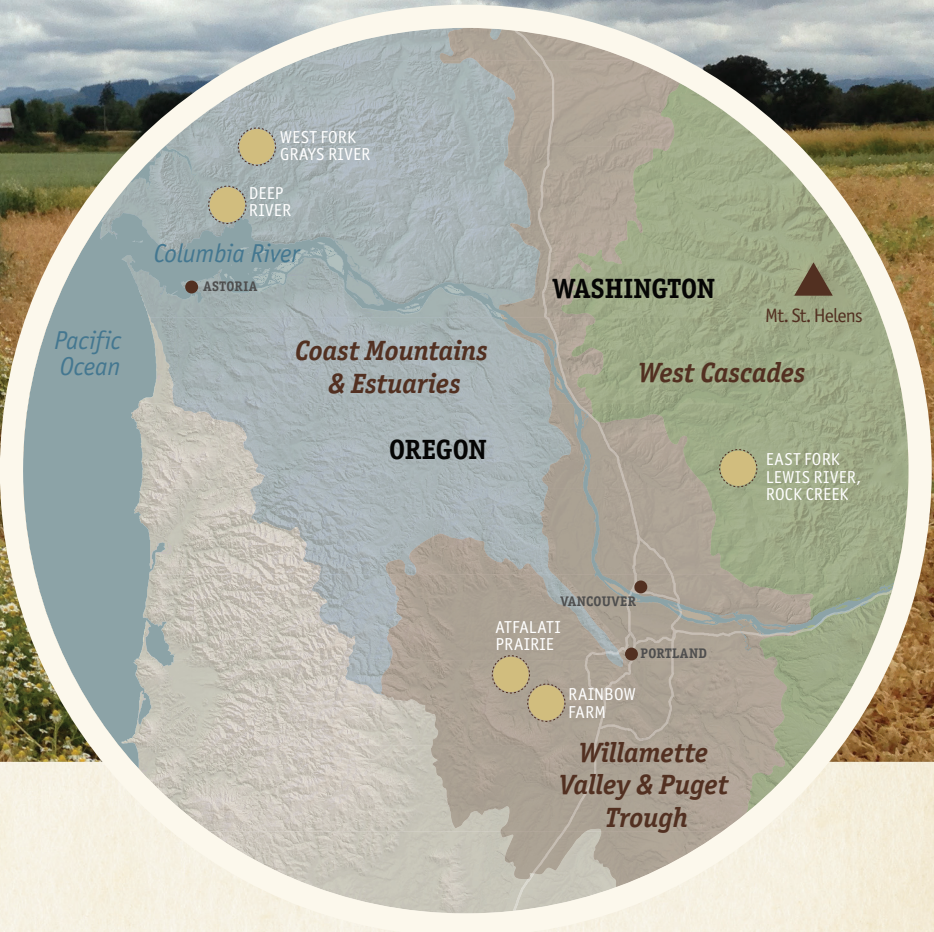 WEST FORK
GRAYS RIVER
DEEP
RIVER
Columbia River
ASTORIA
WASHINGTON
Mt. St. Helens
Pacific
Ocean
Coast Mountains
& Estuaries
West Cascades
OREGON
EAST FORK
LEWIS RIVER,
ROCK CREEK
VANCOUVER
ATFALATI
PRAIRIE
PORTLAND
RAINBOW
FARM
Willamette
Valley & Puget
Trough